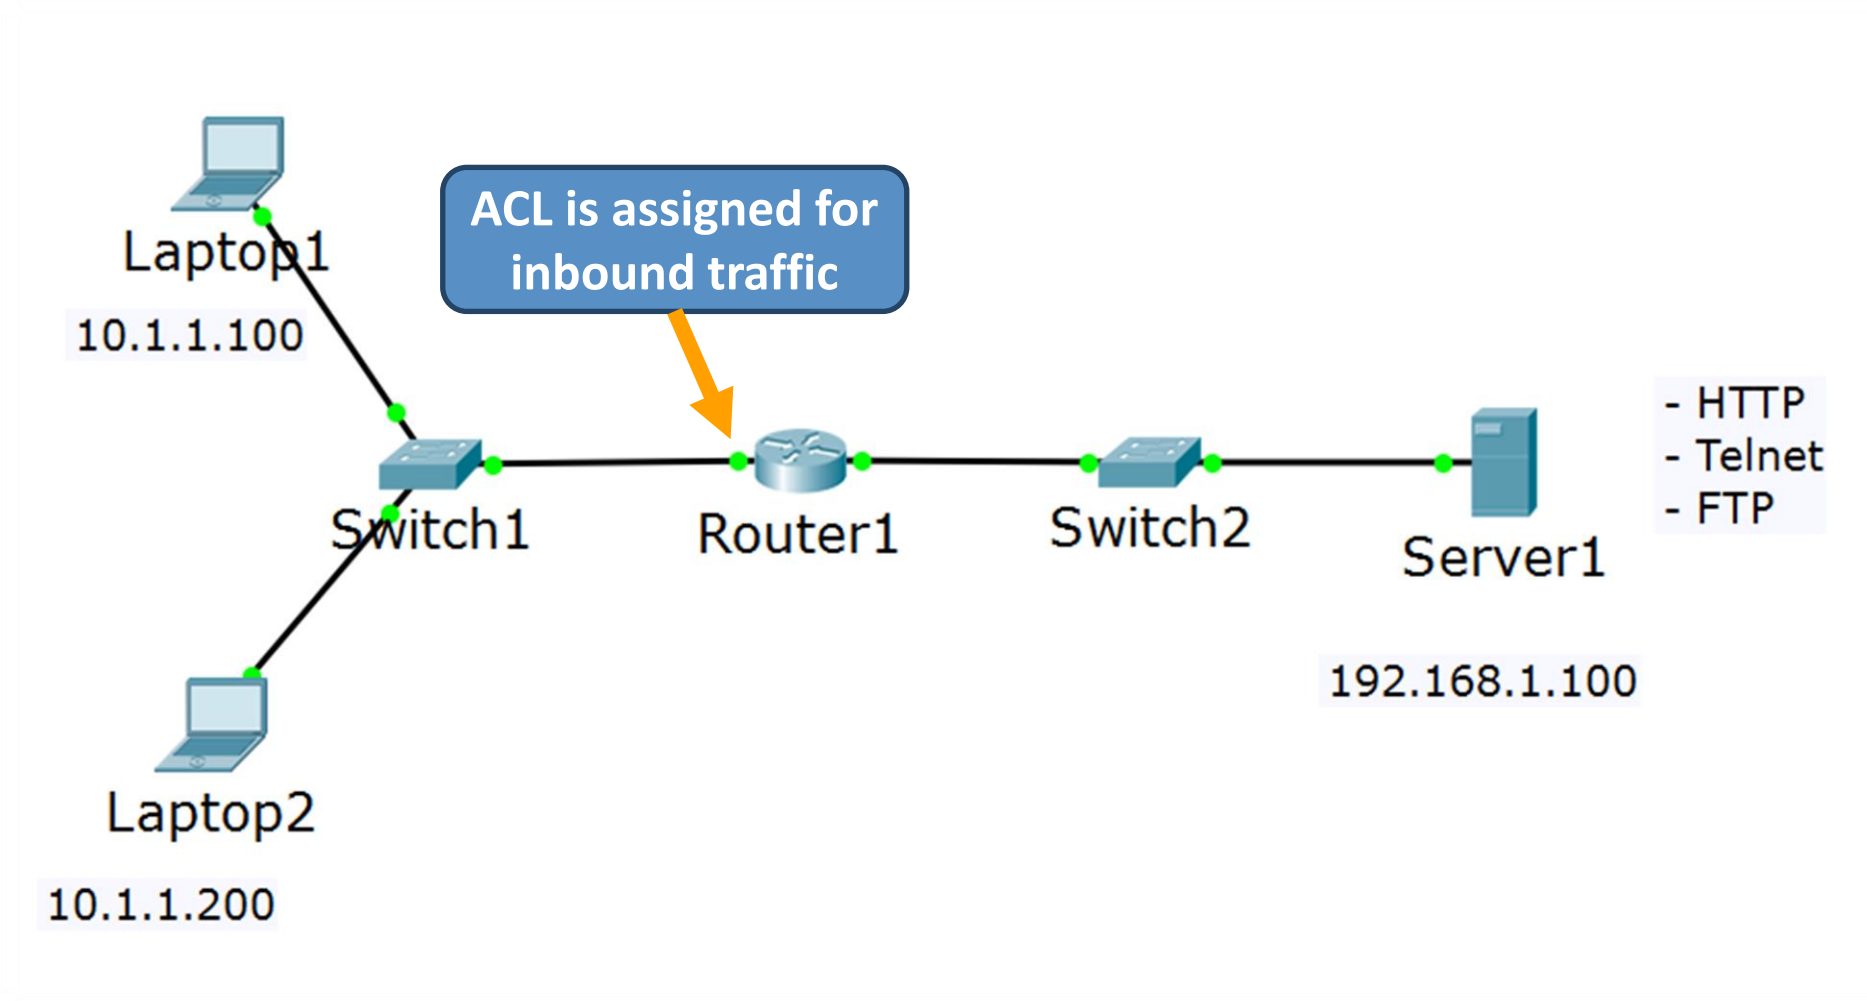 ACL is assigned for
inbound traffic
Laptop1
10.1.1.100
Switch1
Router1
Switch2
Server1
- HTTP
- Telnet
- FTP
192.168.1.100
Laptop2
10.1.1.200